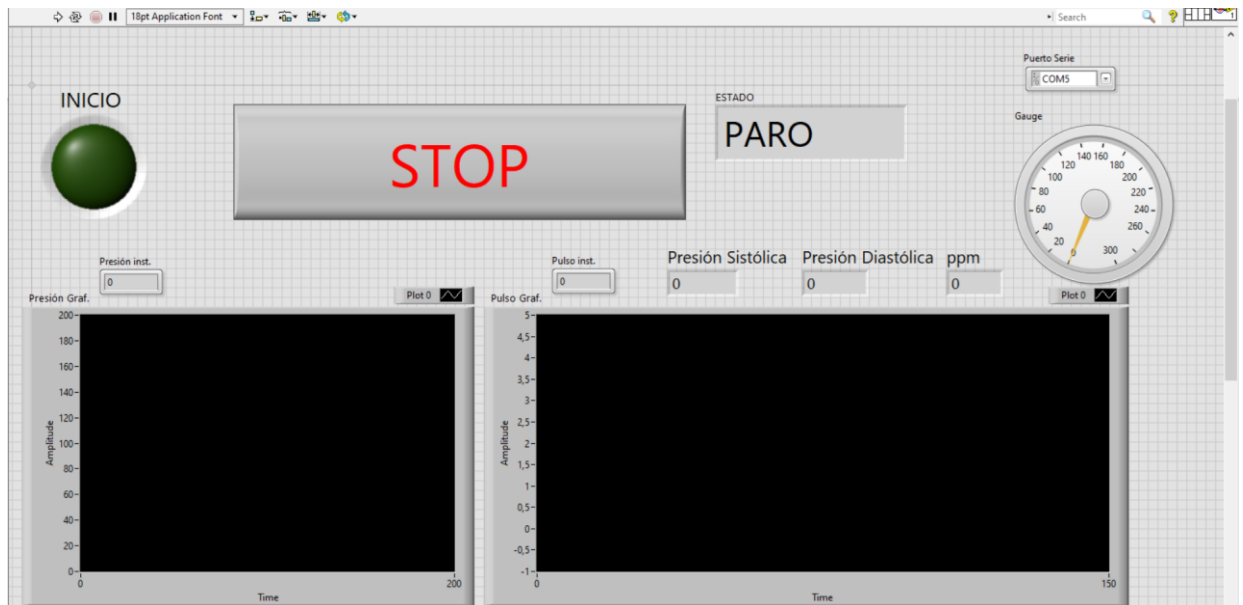 18pt Application Font
Search
Puerto Serie
COM5
INICIO
STOP
ESTADO
PARO
Gauge
0 20 40 60 80 100 120 140 160 180 200 220 240 260 300
Presión inst.
0
Pulso inst.
0
Presión Sistólica
0
Presión Diastólica
0
ppm
0
Presión Graf.
Plot 0
200
180
160
140
120
100
80
60
40
20
0
Amplitude
0 200
Time
Pulso Graf.
Plot 0
5
4,5
4
3,5
3
2,5
2
1,5
1
0,5
0
-0,5
-1
Amplitude
0 150
Time